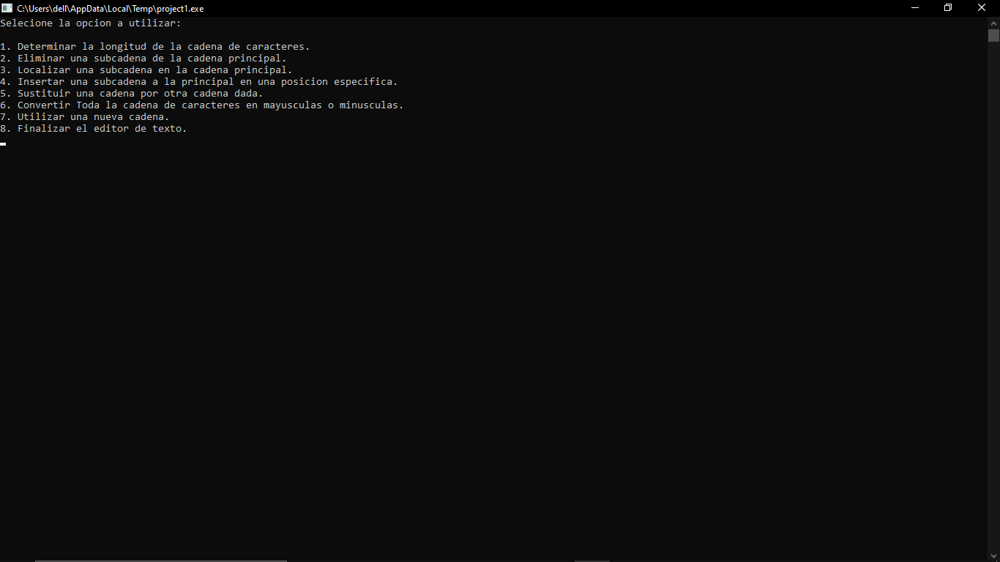 C:\Users\dell\AppData\Local\Temp\project1.exe
Selecione la opcion a utilizar:
1. Determinar la longitud de la cadena de caracteres.
2. Eliminar una subcadena de la cadena principal.
3. Localizar una subcadena en la cadena principal.
4. Insertar una subcadena a la principal en una posicion especifica.
5. Sustituir una cadena por otra cadena dada.
6. Convertir Toda la cadena de caracteres en mayusculas o minusculas.
7. Utilizar una nueva cadena.
8. Finalizar el editor de texto.